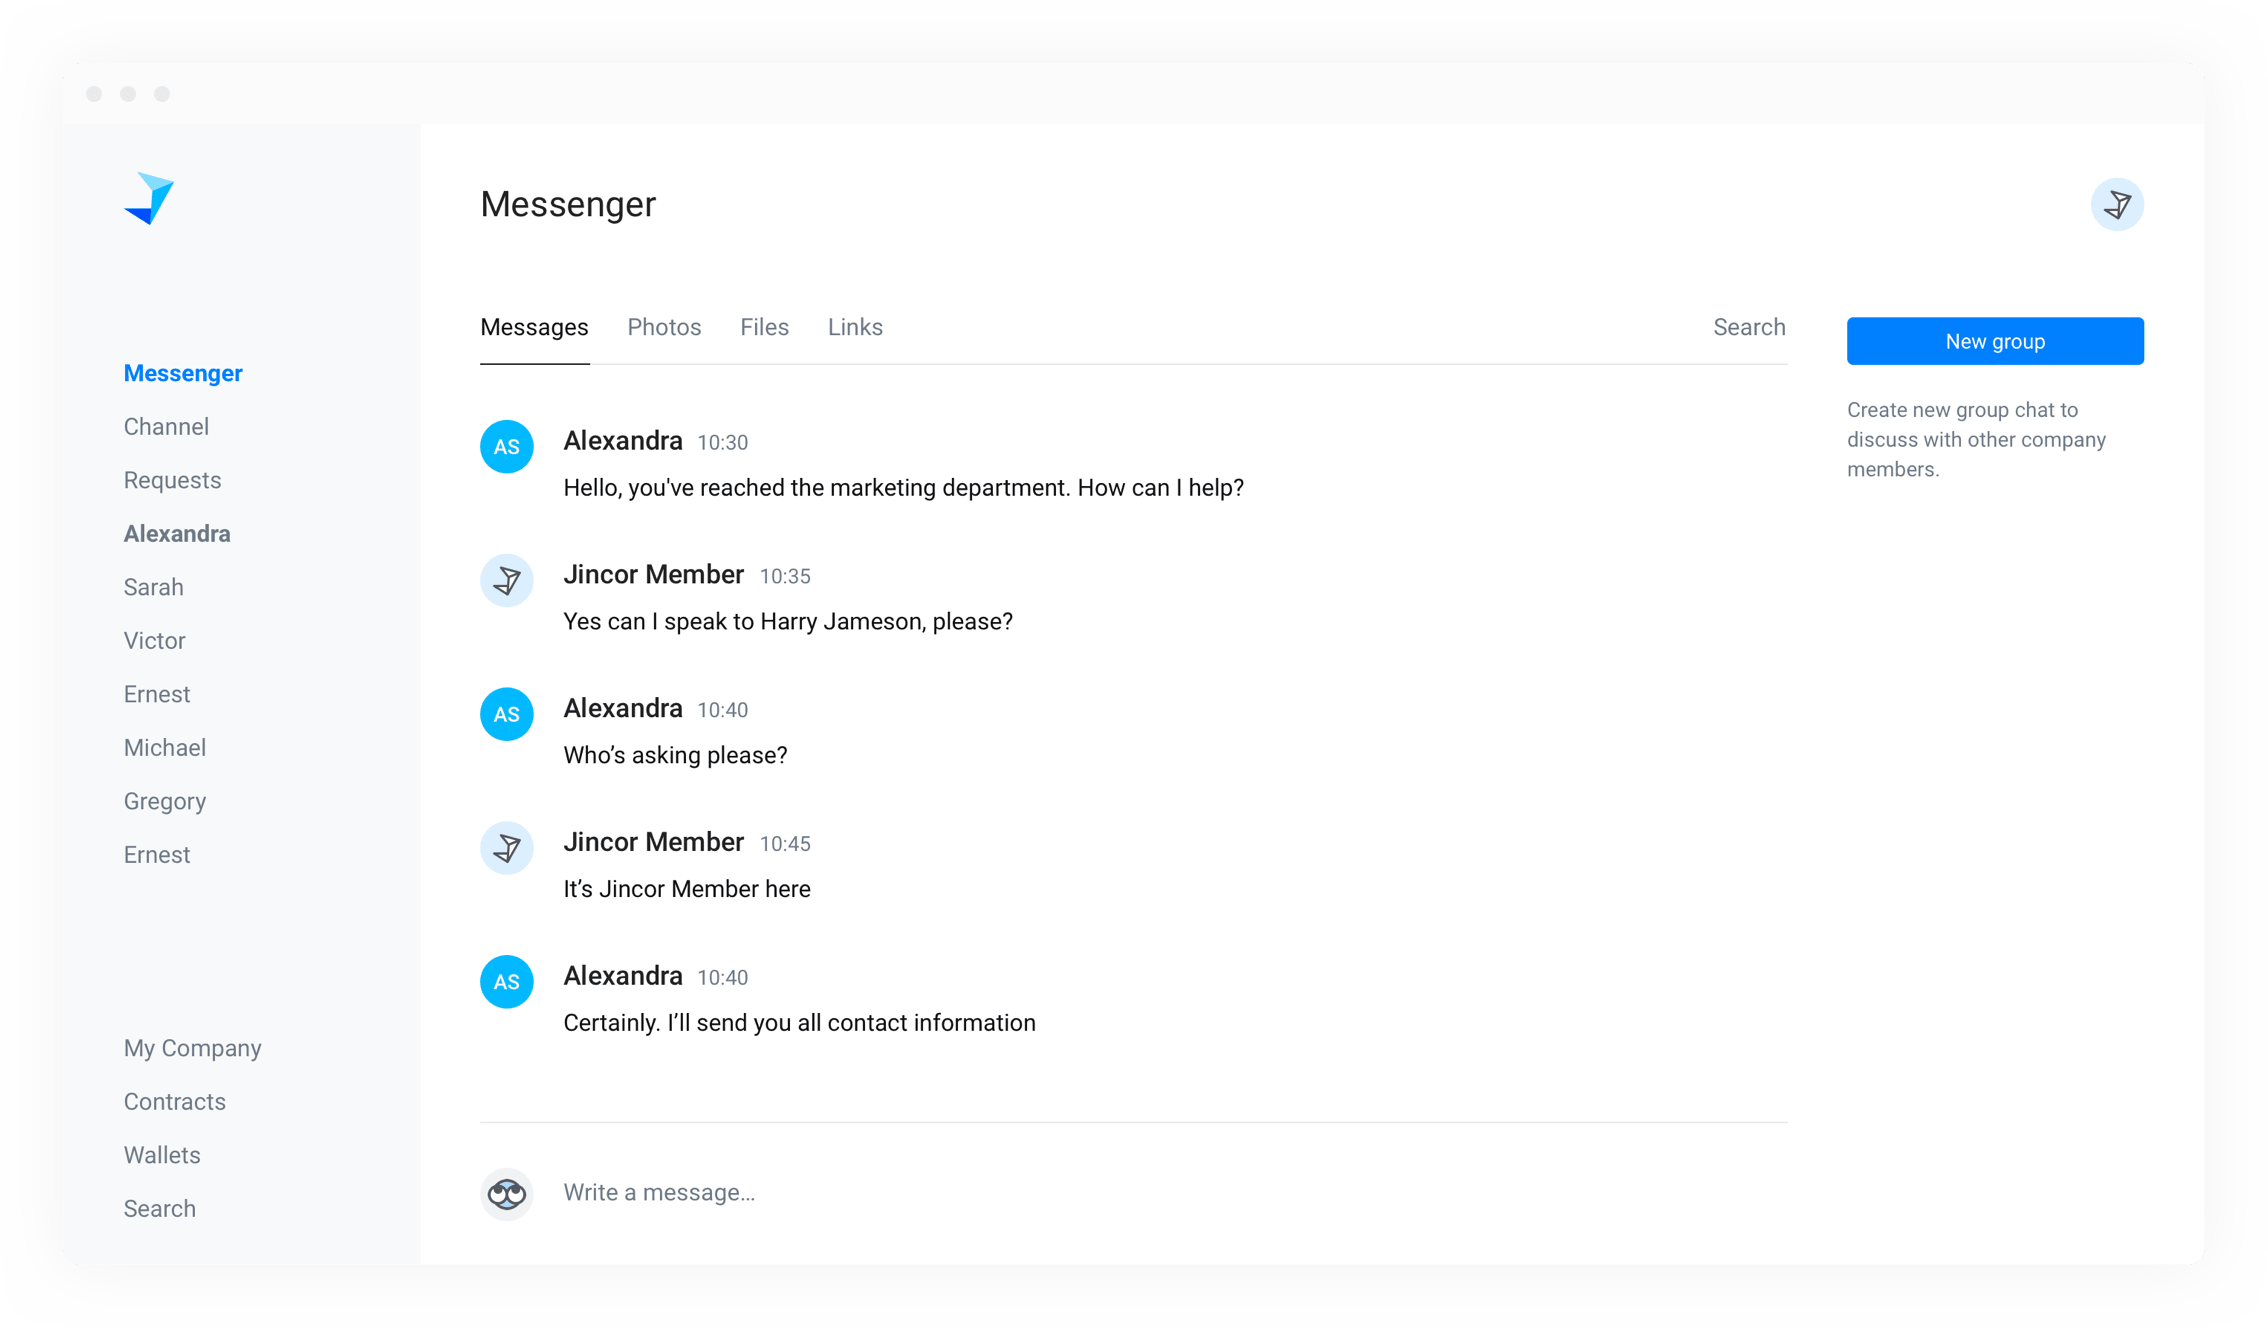 Messenger
Channel
Requests
Alexandra
Sarah
Victor
Ernest
Michael
Gregory
Ernest
My Company
Contracts
Wallets
Search
Messenger
Messages Photos Files Links Search
AS Alexandra 10:30
Hello, you've reached the marketing department. How can I help?
Jincor Member 10:35
Yes can I speak to Harry Jameson, please?
AS Alexandra 10:40
Who’s asking please?
Jincor Member 10:45
It’s Jincor Member here
AS Alexandra 10:40
Certainly. I’ll send you all contact information
Write a message...
New group
Create new group chat to
discuss with other company
members.